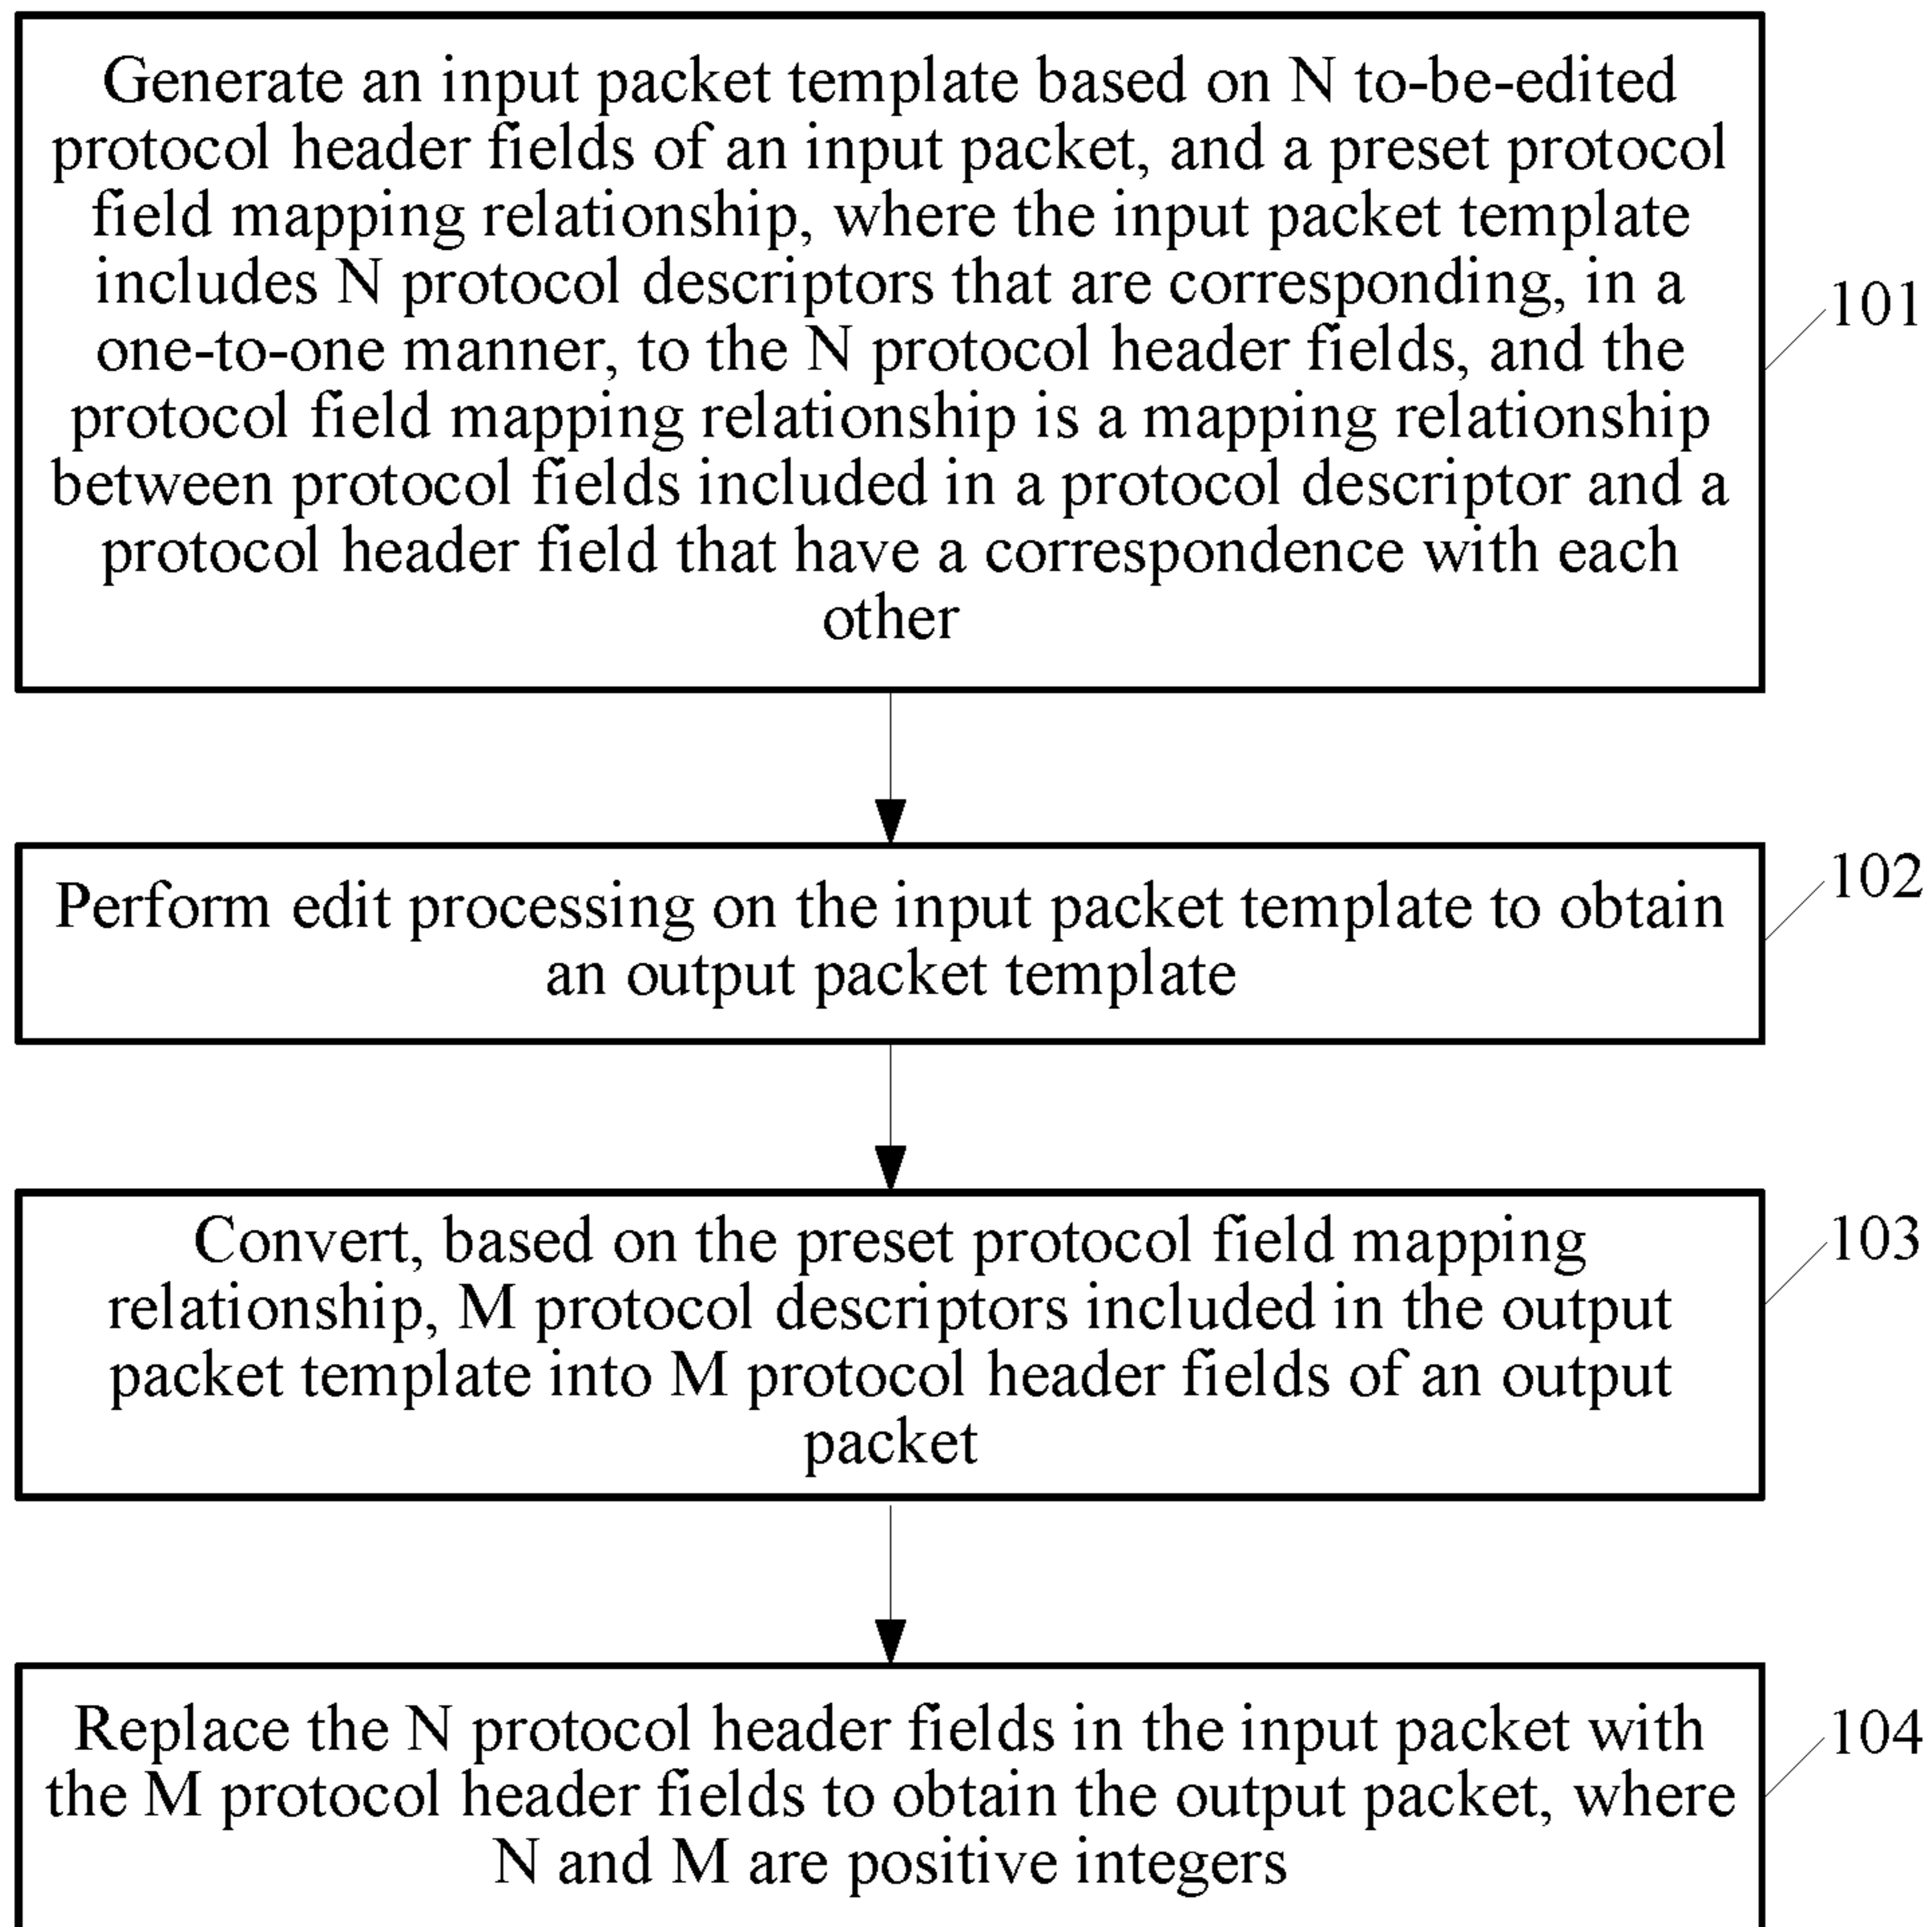 Generate an input packet template based on N to-be-edited
protocol header fields of an input packet, and a preset protocol
field mapping relationship, where the input packet template
includes N protocol descriptors that are corresponding, in a
one-to-one manner, to the N protocol header fields, and the
protocol field mapping relationship is a mapping relationship
between protocol fields included in a protocol descriptor and a
protocol header field that have a correspondence with each
other
101
Perform edit processing on the input packet template to obtain
an output packet template
102
Convert, based on the preset protocol field mapping
relationship, M protocol descriptors included in the output
packet template into M protocol header fields of an output
packet
103
Replace the N protocol header fields in the input packet with
the M protocol header fields to obtain the output packet, where
N and M are positive integers
104